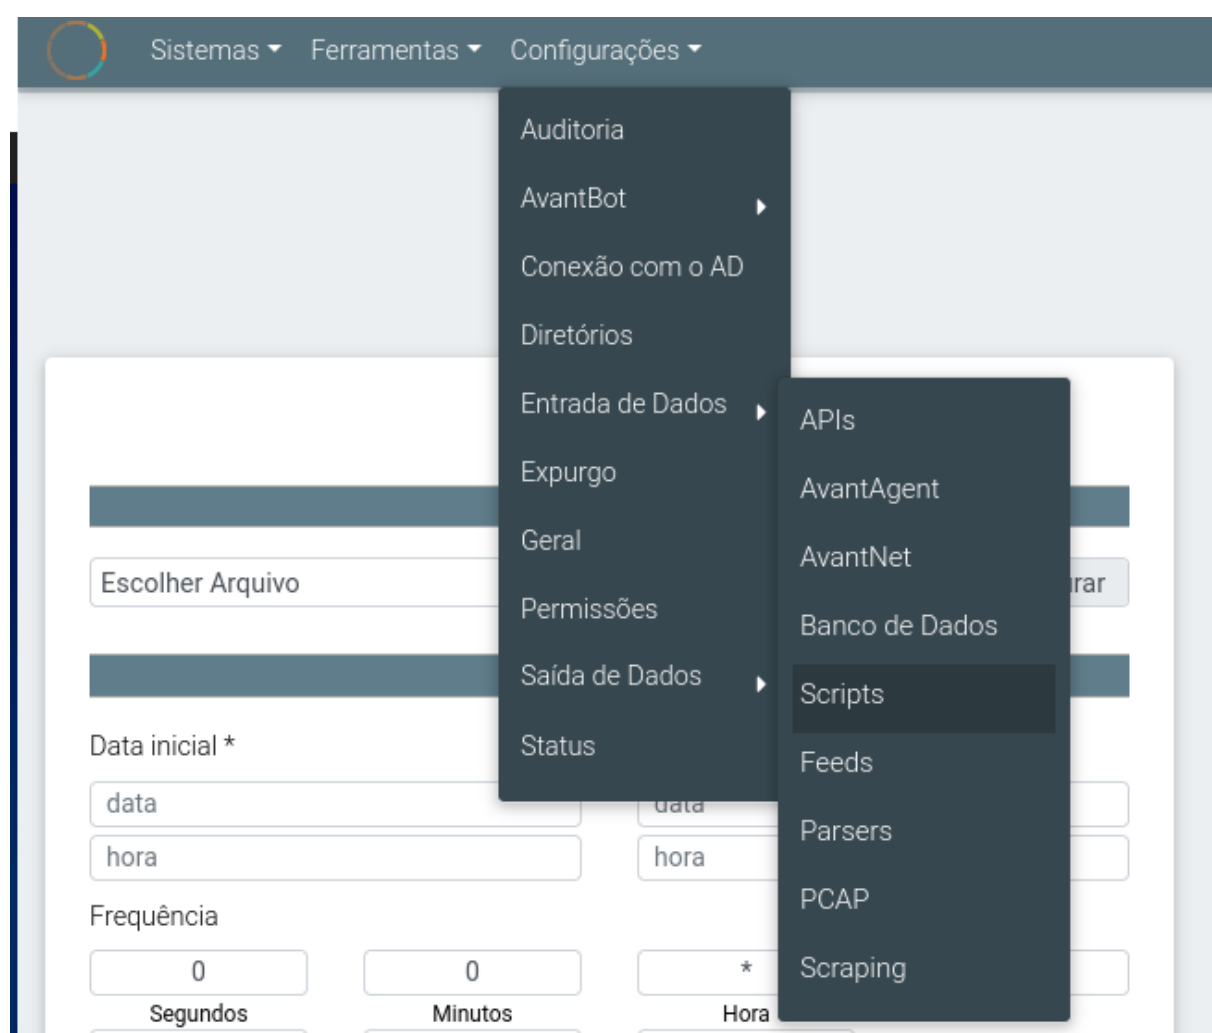 Sistemas Ferramentas Configurações
Auditoria
AvantBot
Conexão com o AD
Diretórios
Entrada de Dados
Expurgo
Geral
Permissões
Saída de Dados
Status
APIs
AvantAgent
AvantNet
Banco de Dados
Scripts
Feeds
Parsers
PCAP
Scraping
Escolher Arquivo
Data inicial *
data data
hora hora
Frequência
0 0 *
Segundos Minutos Hora